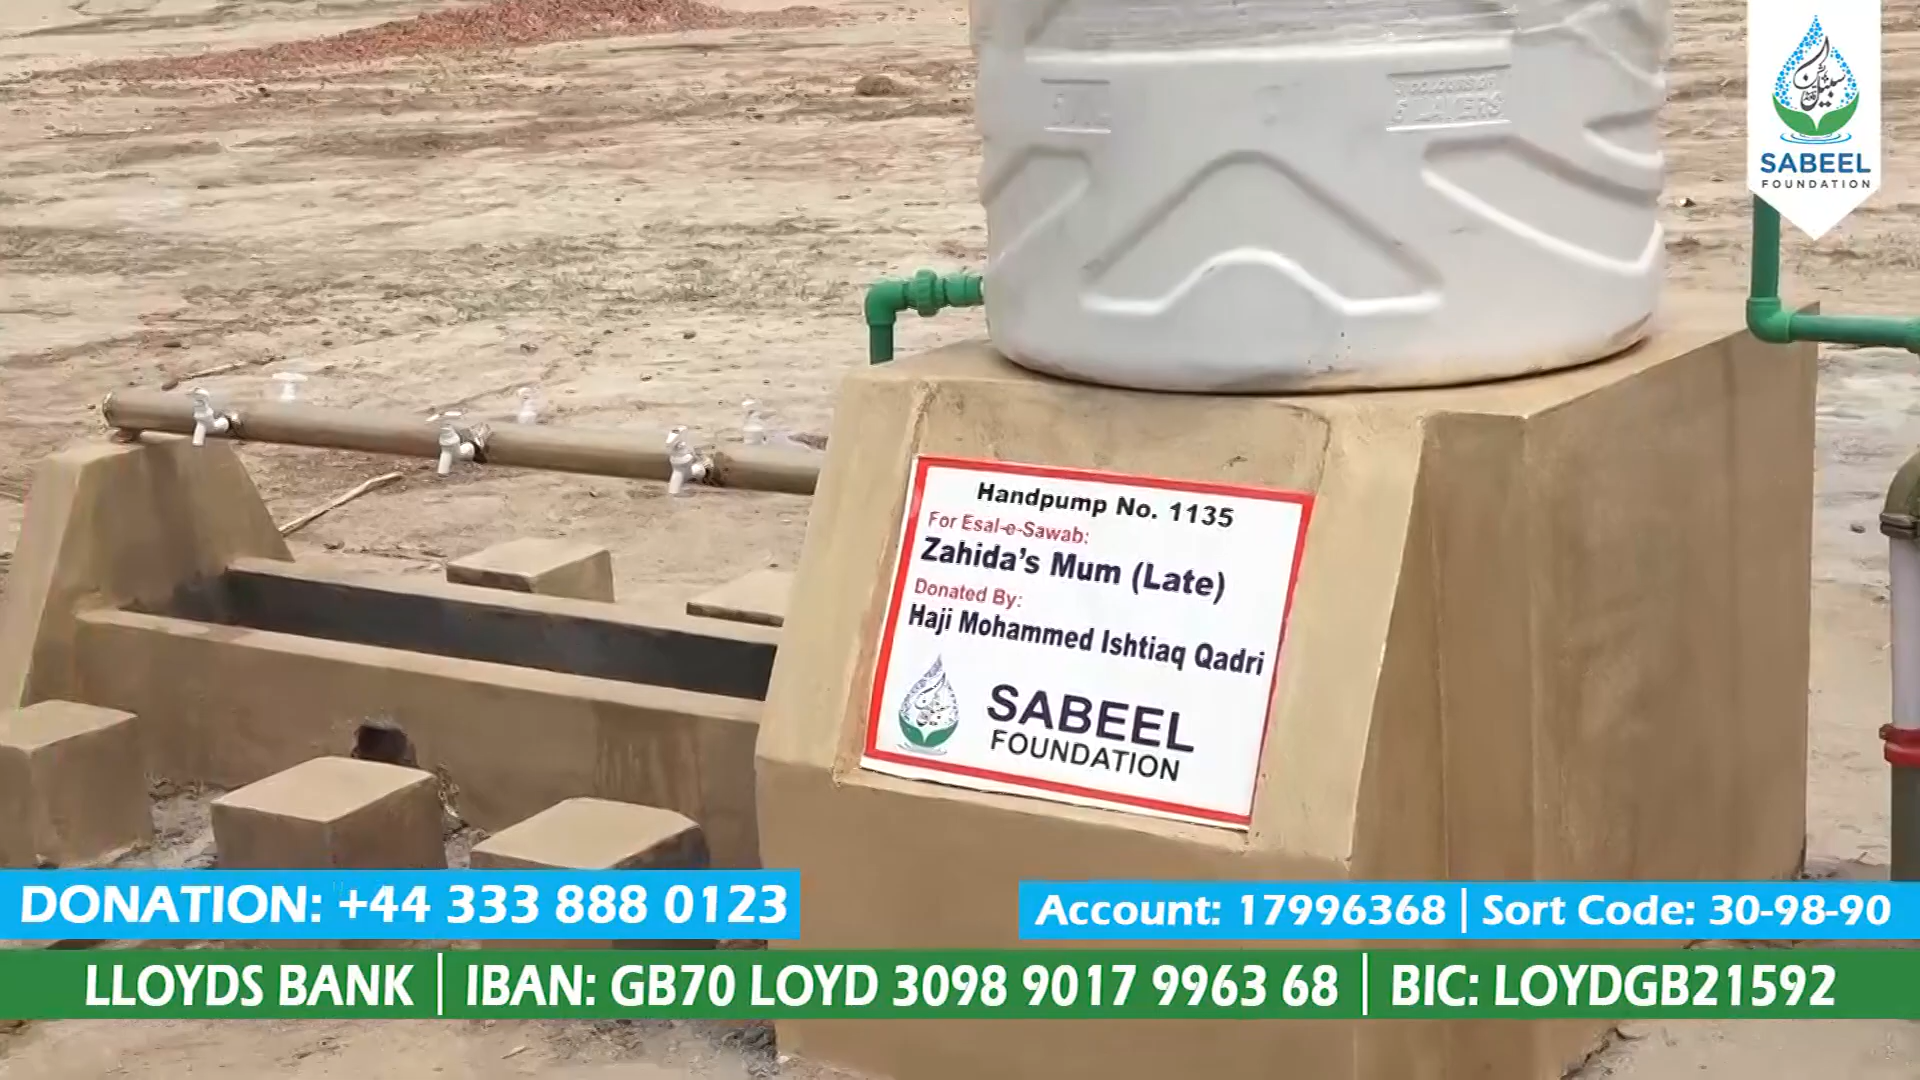 SABEEL
FOUNDATION
6 LAYERS
Handpump No. 1135
For Esal-e-Sawab:
Zahida's Mum (Late)
Donated By:
Haji Mohammed Ishtiaq Qadri
SABEEL
FOUNDATION
DONATION: +44 333 888 0123
Account: 17996368 | Sort Code: 30-98-90
LLOYDS BANK | IBAN: GB70 LOYD 3098 9017 9963 68 | BIC: LOYDGB21592